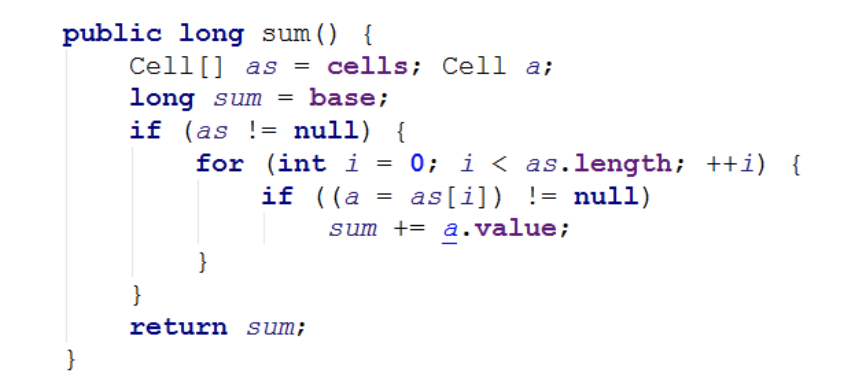 public long sum() {
    Cell[] as = cells; Cell a;
    long sum = base;
    if (as != null) {
        for (int i = 0; i < as.length; ++i) {
            if ((a = as[i]) != null)
                sum += a.value;
        }
    }
    return sum;
}